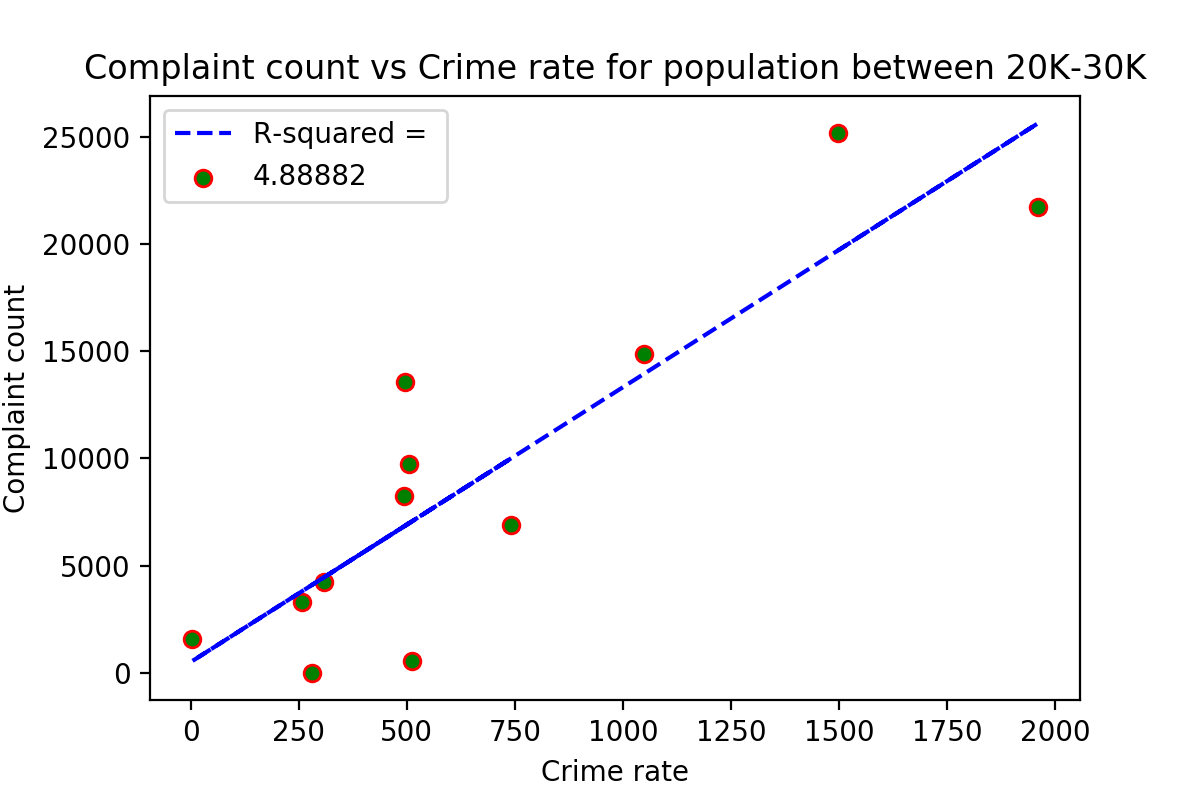 Complaint count vs Crime rate for population between 20K-30K
R-squared =
4.88882
25000
20000
15000
10000
5000
0
Complaint count
0 250 500 750 1000 1250 1500 1750 2000
Crime rate